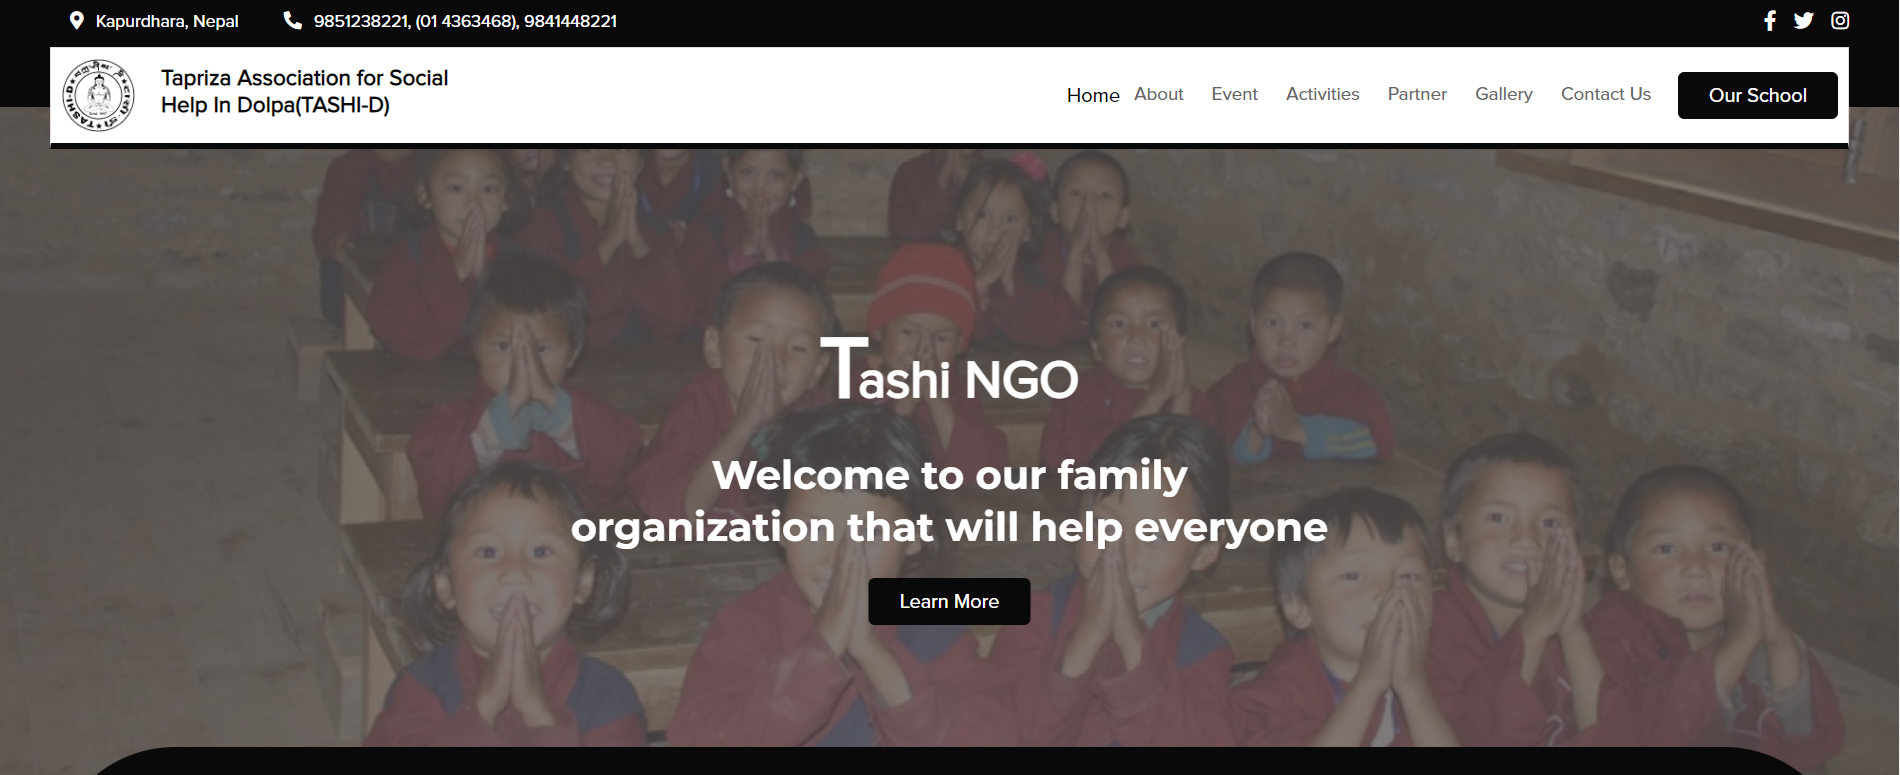 Kapurdhara, Nepal
9851238221, (01 4363468), 9841448221
TASHI-D
Tapriza Association for Social
Help In Dolpa(TASHI-D)
Home About Event Activities Partner Gallery Contact Us Our School
Tashi NGO
Welcome to our family
organization that will help everyone
Learn More